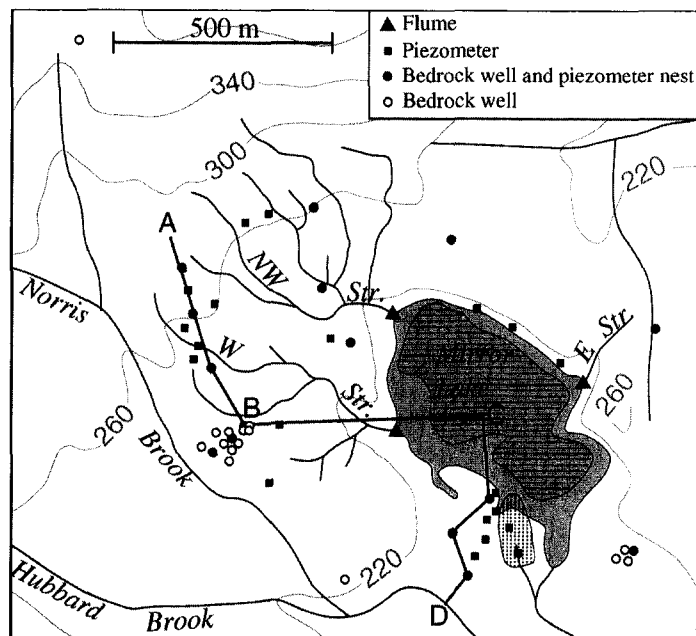 500 m
Flume
Piezometer
Bedrock well and piezometer nest
Bedrock well
340
300
220
A
NW
Str.
Norris
W
Str.
E Str.
B
260
260
Brook
220
Hubbard
Brook
D